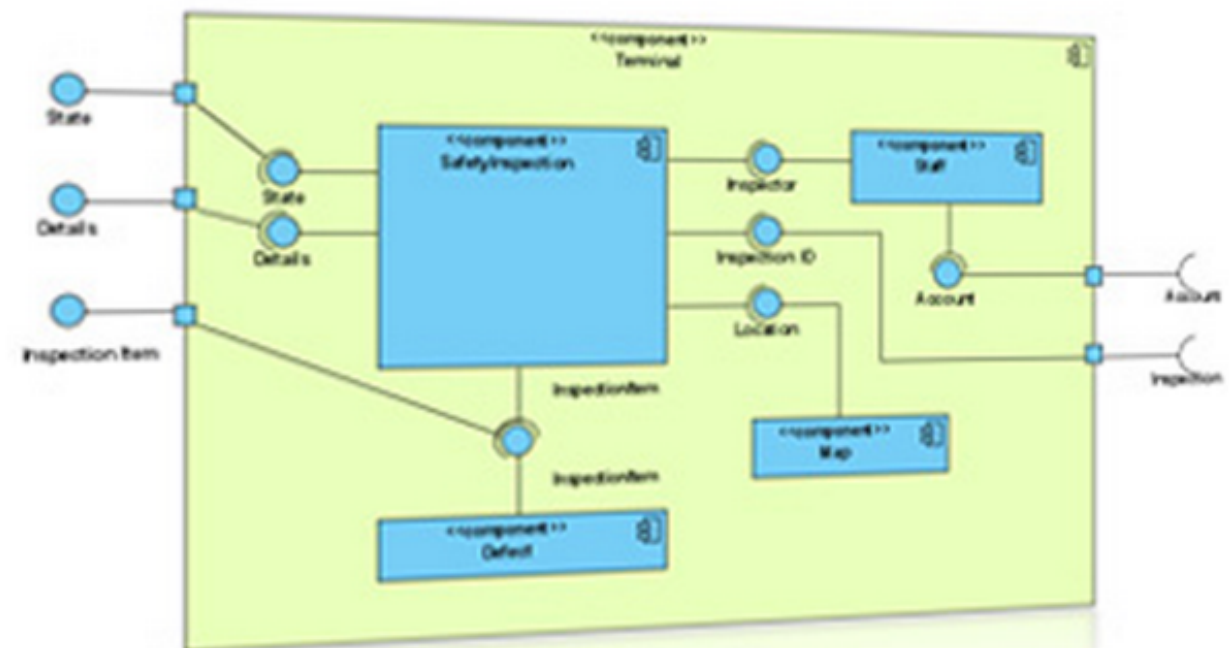 <<component>>
Terminal
State
<<component>>
SafetyInspection
<<component>>
Staff
Inspector
State
Details
Details
Inspection ID
Account
Account
Location
Inspection Item
InspectionItem
Inspection
<<component>>
Map
InspectionItem
<<component>>
Defect